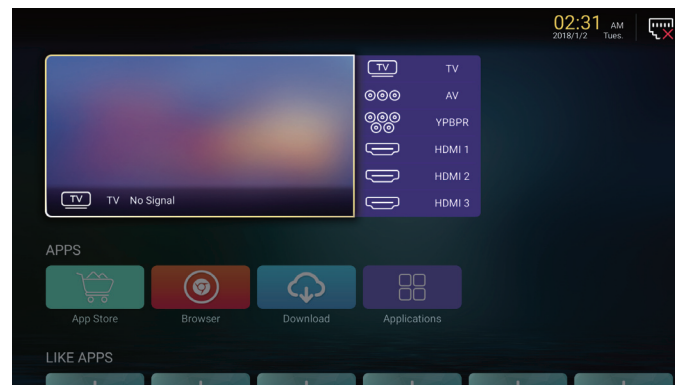 02:31 AM
2018/1/2 Tues.
TV TV
AV
YPBPR
HDMI 1
HDMI 2
HDMI 3
TV TV No Signal
APPS
App Store Browser Download Applications
LIKE APPS